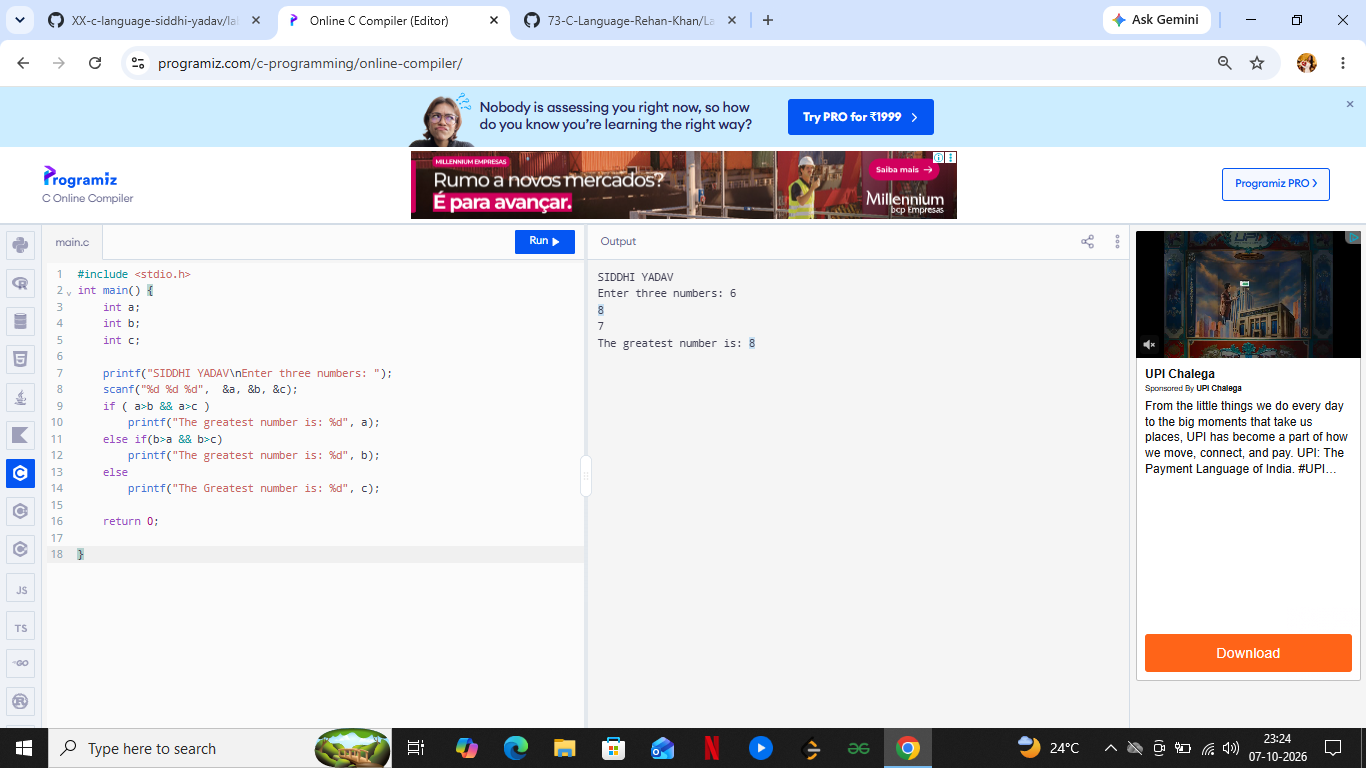 XX-c-language-siddhi-yadav/la
Online C Compiler (Editor)
73-C-Language-Rehan-Khan/La
Ask Gemini
programiz.com/c-programming/online-compiler/
Nobody is assessing you right now, so how
do you know you're learning the right way?
Try PRO for ₹1999
Programiz
C Online Compiler
MILLENNIUM EMPRESAS
Rumo a novos mercados?
É para avançar.
Saiba mais →
Millennium
bcp Empresas
Programiz PRO
main.c
Run
Output
1 #include <stdio.h>
2 int main() {
3     int a;
4     int b;
5     int c;
6
7     printf("SIDDHI YADAV\nEnter three numbers: ");
8     scanf("%d %d %d",  &a, &b, &c);
9     if ( a>b && a>c )
10         printf("The greatest number is: %d", a);
11     else if(b>a && b>c)
12         printf("The greatest number is: %d", b);
13     else
14         printf("The Greatest number is: %d", c);
15
16     return 0;
17
18 }
SIDDHI YADAV
Enter three numbers: 6
8
7
The greatest number is: 8
UPI Chalega
Sponsored By UPI Chalega
From the little things we do every day
to the big moments that take us
places, UPI has become a part of how
we move, connect, and pay. UPI: The
Payment Language of India. #UPI...
Download
JS
TS
GO
Type here to search
24°C
23:24
07-10-2026